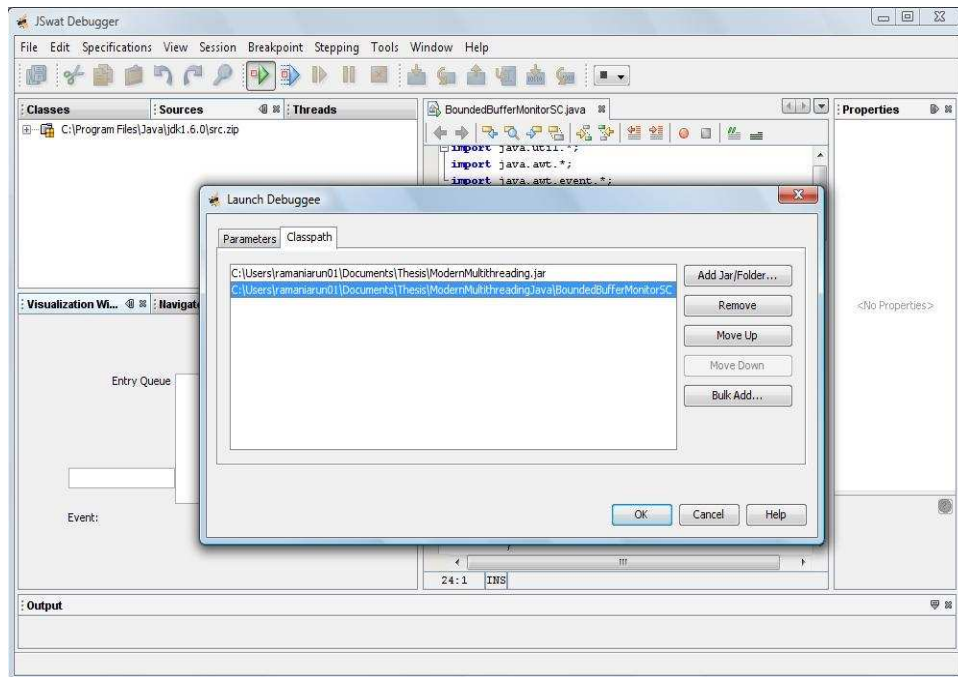 JSwat Debugger
File Edit Specifications View Session Breakpoint Stepping Tools Window Help
Classes Sources Threads
C:\Program Files\Java\jdk1.6.0\src.zip
BoundedBufferMonitorSC.java
Properties
import java.util.*;
import java.awt.*;
import java.awt.event.*;
Launch Debuggee
Parameters Classpath
C:\Users\ramaniarun01\Documents\Thesis\ModernMultithreading.jar
C:\Users\ramaniarun01\Documents\Thesis\ModernMultithreadingJava\BoundedBufferMonitorSC
Add Jar/Folder...
Remove
Move Up
Move Down
Bulk Add...
OK Cancel Help
Visualization Wi... Navigat
<No Properties>
Entry Queue
Event:
24:1 INS
Output